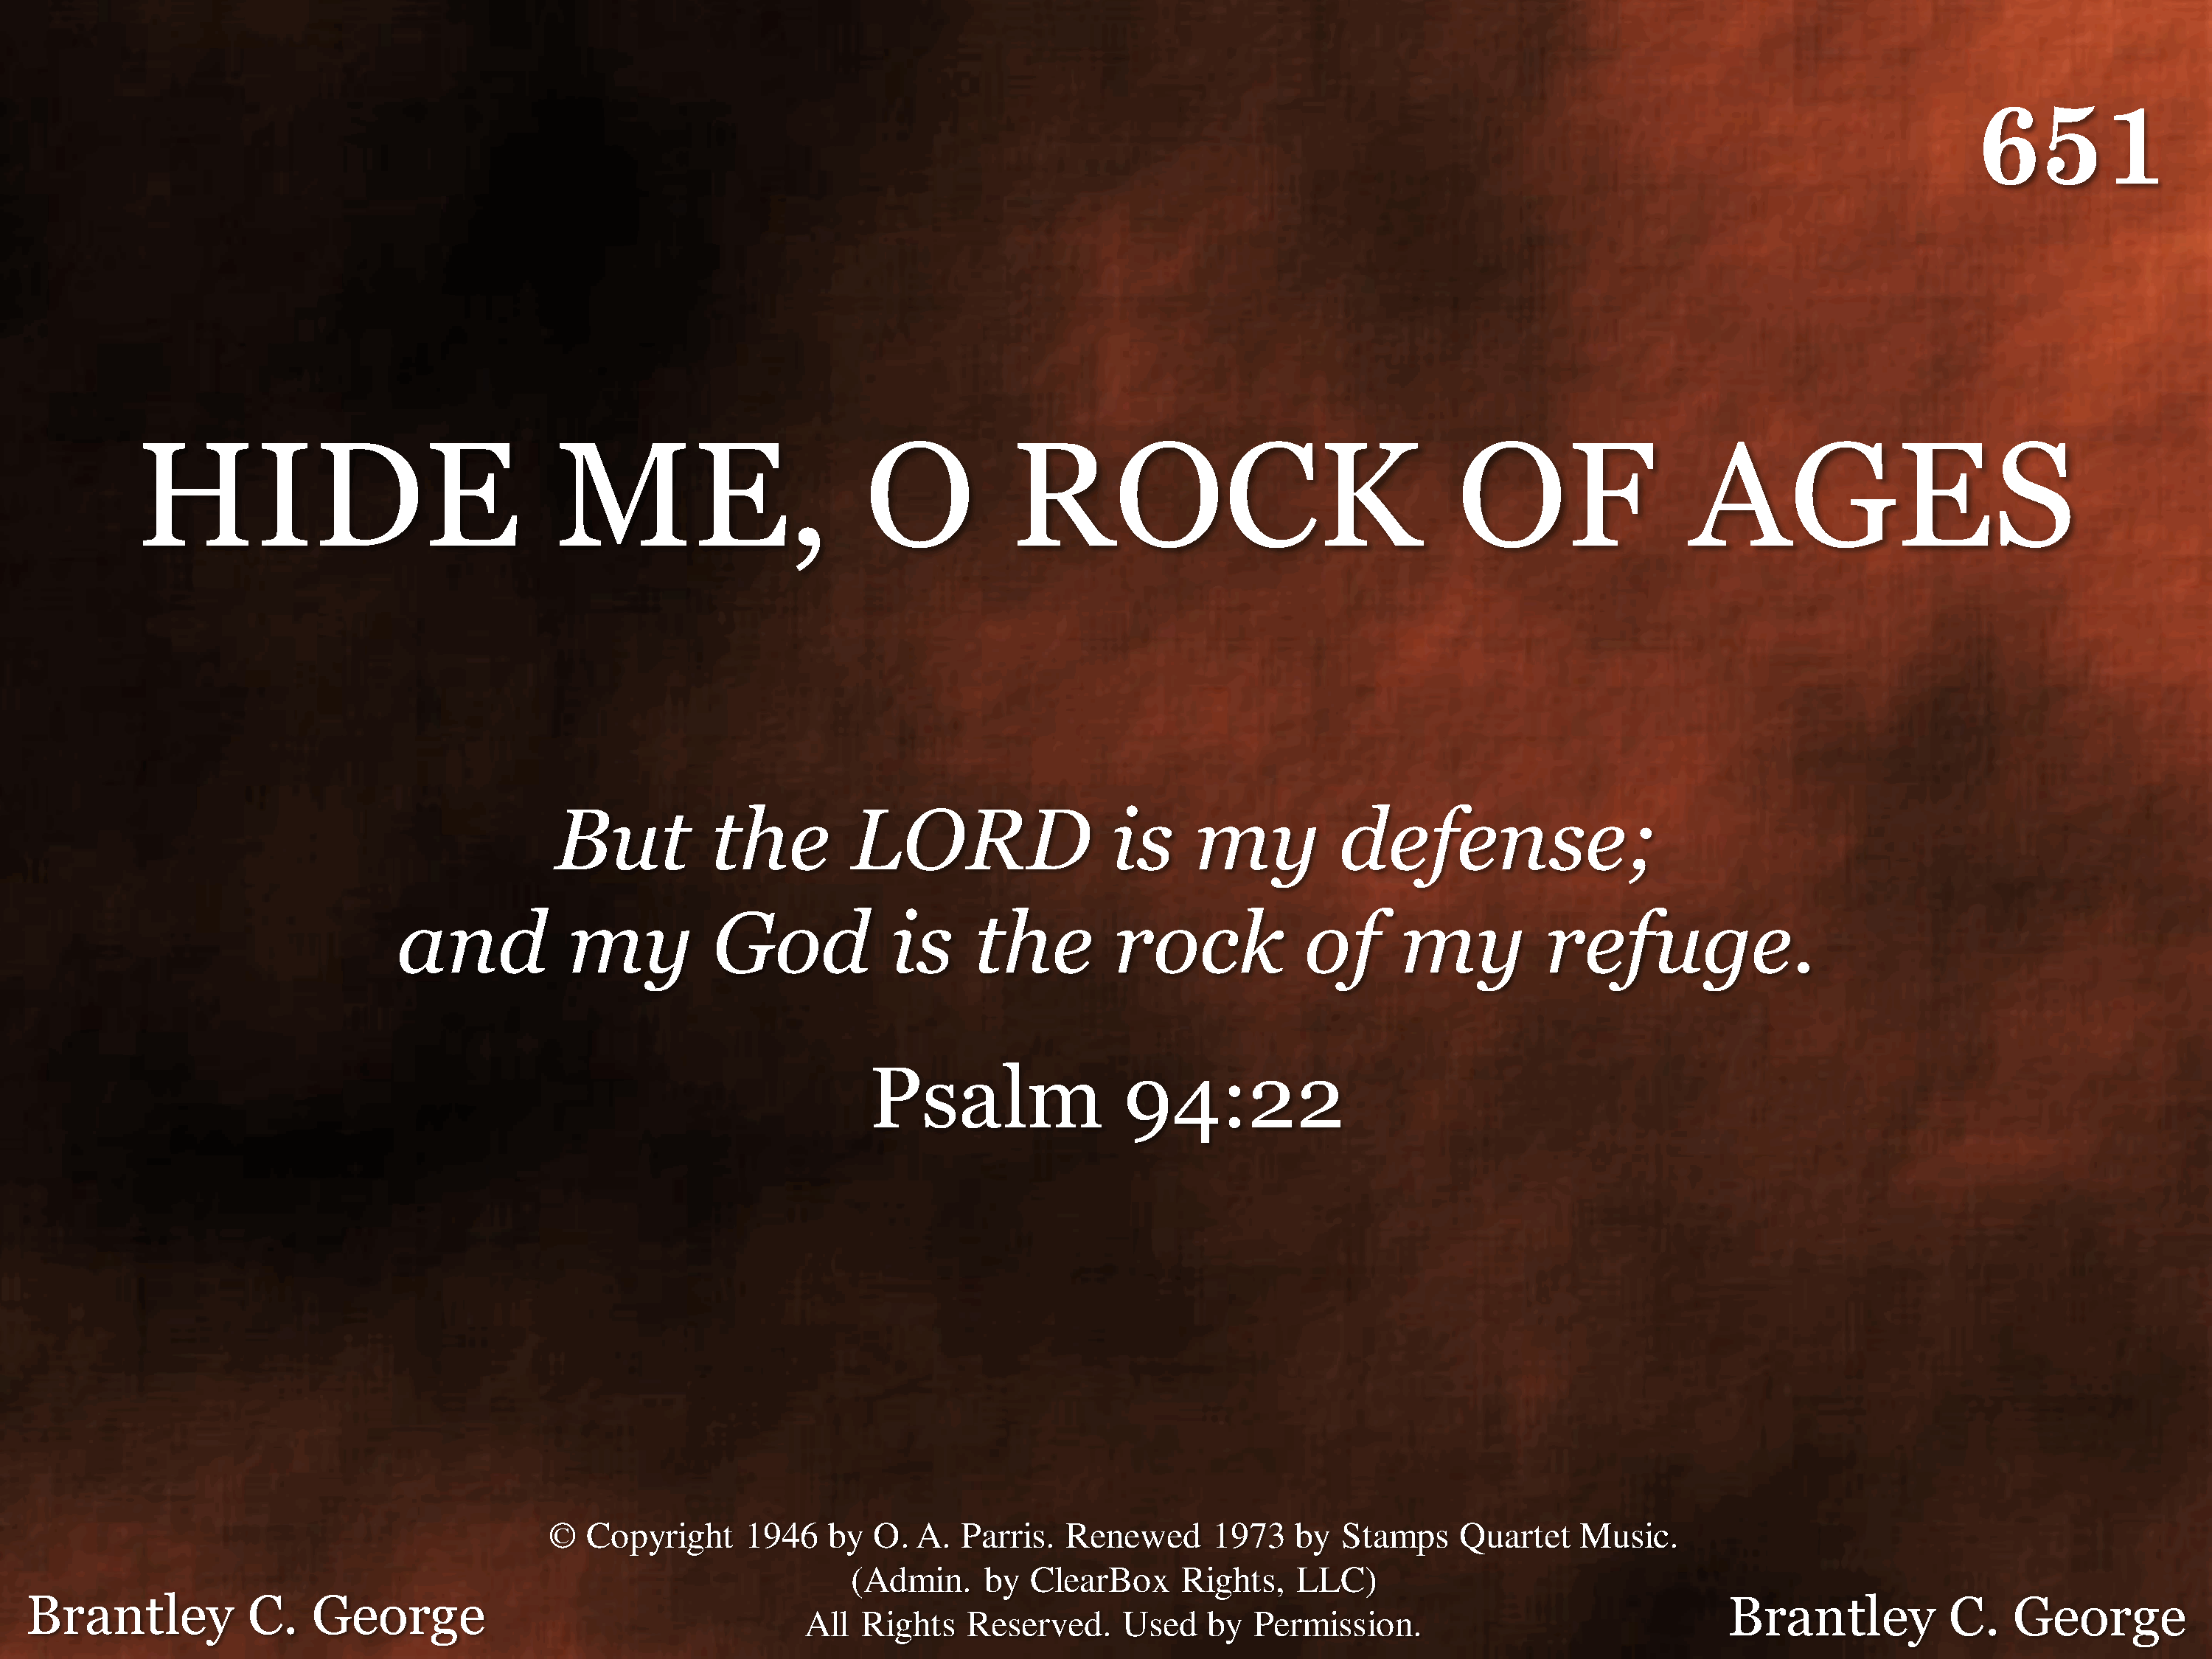 651
HIDE ME, O ROCK OF AGES
But the LORD is my defense;
and my God is the rock of my refuge.
Psalm 94:22
© Copyright 1946 by O. A. Parris. Renewed 1973 by Stamps Quartet Music.
(Admin. by ClearBox Rights, LLC)
All Rights Reserved. Used by Permission.
Brantley C. George
Brantley C. George